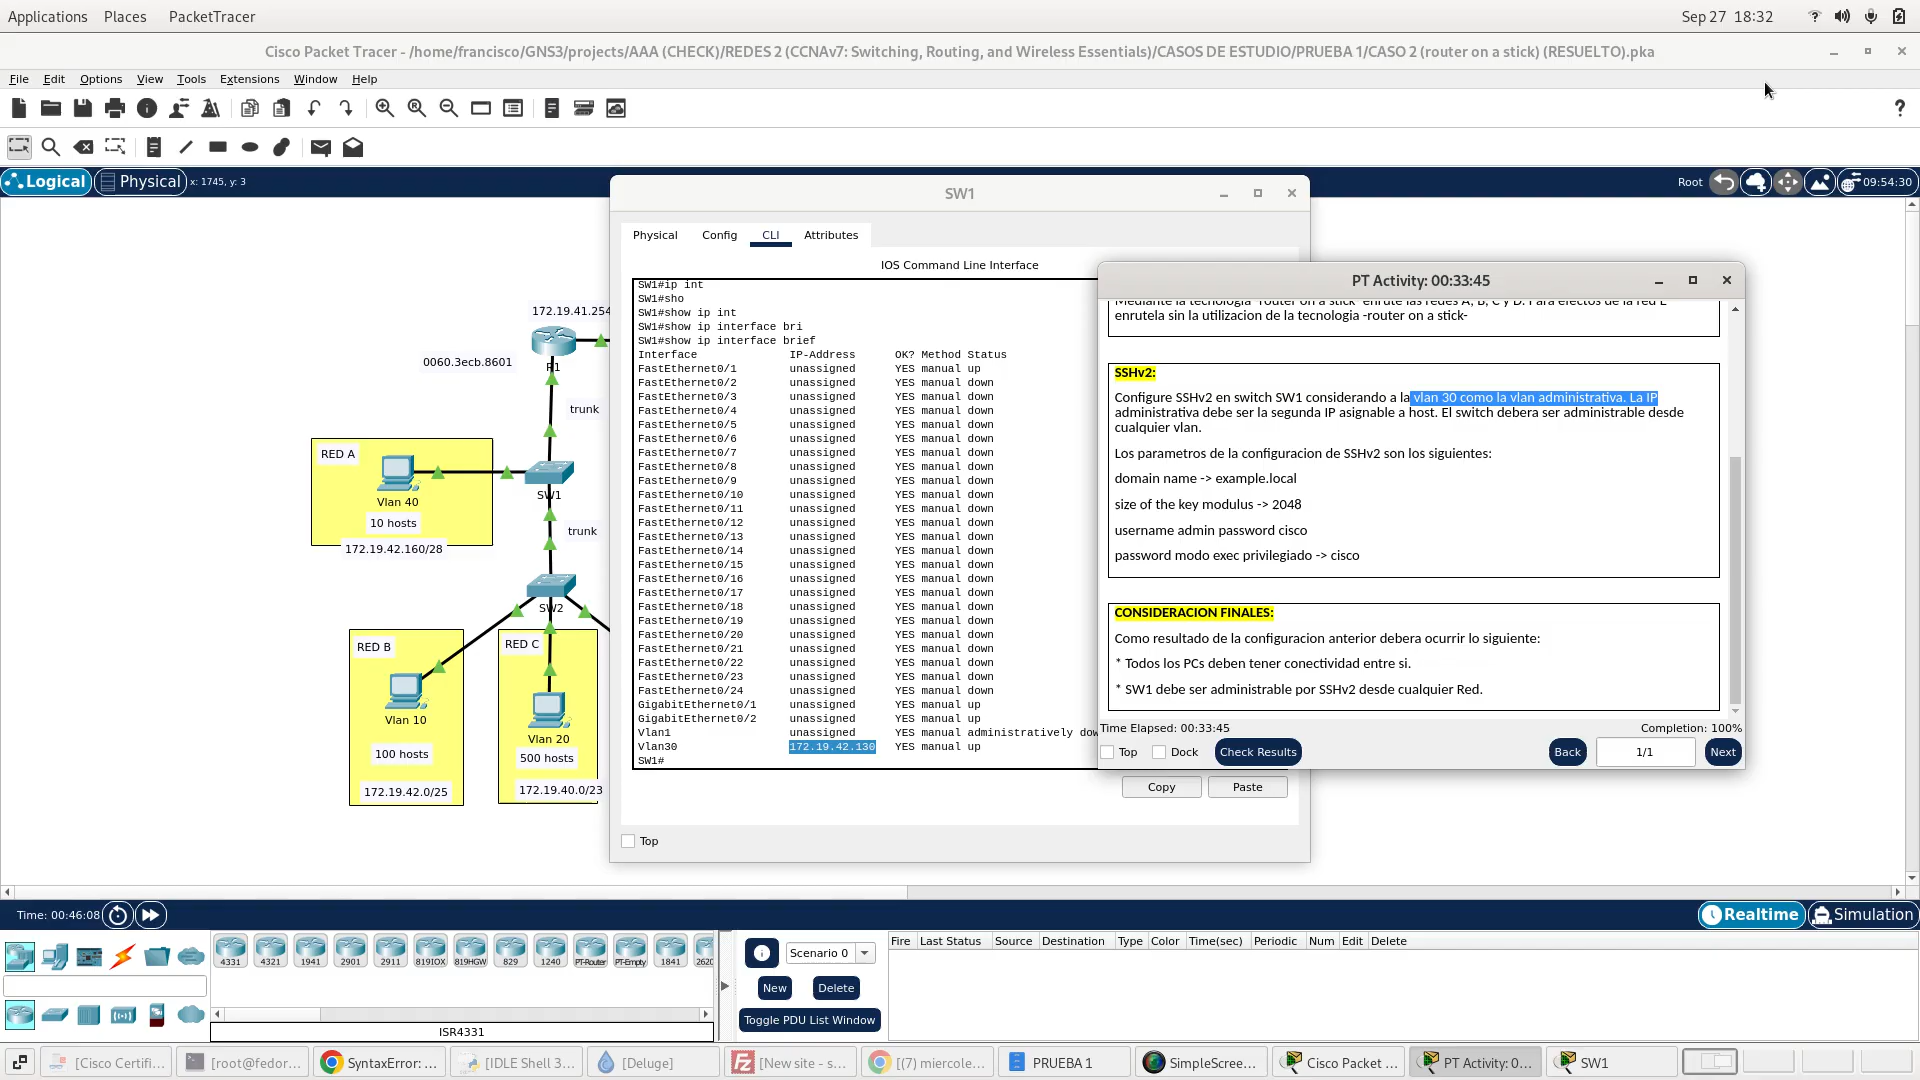 Applications Places PacketTracer Sep 27 18:32
Cisco Packet Tracer - /home/francisco/GNS3/projects/AAA (CHECK)/REDES 2 (CCNAv7: Switching, Routing, and Wireless Essentials)/CASOS DE ESTUDIO/PRUEBA 1/CASO 2 (router on a stick) (RESUELTO).pka
File Edit Options View Tools Extensions Window Help
Logical Physical x: 1745, y: 3 Root 09:54:30
172.19.41.254
0060.3ecb.8601
R1
trunk
RED A
Vlan 40
10 hosts
172.19.42.160/28
SW1
trunk
SW2
RED B
Vlan 10
100 hosts
172.19.42.0/25
RED C
Vlan 20
500 hosts
172.19.40.0/23
SW1
Physical Config CLI Attributes
IOS Command Line Interface
SW1#ip int
SW1#sho
SW1#show ip int
SW1#show ip interface bri
SW1#show ip interface brief
Interface IP-Address OK? Method Status
FastEthernet0/1 unassigned YES manual up
FastEthernet0/2 unassigned YES manual down
FastEthernet0/3 unassigned YES manual down
FastEthernet0/4 unassigned YES manual down
FastEthernet0/5 unassigned YES manual down
FastEthernet0/6 unassigned YES manual down
FastEthernet0/7 unassigned YES manual down
FastEthernet0/8 unassigned YES manual down
FastEthernet0/9 unassigned YES manual down
FastEthernet0/10 unassigned YES manual down
FastEthernet0/11 unassigned YES manual down
FastEthernet0/12 unassigned YES manual down
FastEthernet0/13 unassigned YES manual down
FastEthernet0/14 unassigned YES manual down
FastEthernet0/15 unassigned YES manual down
FastEthernet0/16 unassigned YES manual down
FastEthernet0/17 unassigned YES manual down
FastEthernet0/18 unassigned YES manual down
FastEthernet0/19 unassigned YES manual down
FastEthernet0/20 unassigned YES manual down
FastEthernet0/21 unassigned YES manual down
FastEthernet0/22 unassigned YES manual down
FastEthernet0/23 unassigned YES manual down
FastEthernet0/24 unassigned YES manual down
GigabitEthernet0/1 unassigned YES manual up
GigabitEthernet0/2 unassigned YES manual up
Vlan1 unassigned YES manual administratively dow
Vlan30 172.19.42.130 YES manual up
SW1#
Copy Paste
Top
PT Activity: 00:33:45
Mediante la tecnologia -router on a stick- enrute las redes A, B, C y D. Para efectos de la red E
enrutela sin la utilizacion de la tecnologia -router on a stick-
SSHv2:
Configure SSHv2 en switch SW1 considerando a la vlan 30 como la vlan administrativa. La IP
administrativa debe ser la segunda IP asignable a host. El switch debera ser administrable desde
cualquier vlan.
Los parametros de la configuracion de SSHv2 son los siguientes:
domain name -> example.local
size of the key modulus -> 2048
username admin password cisco
password modo exec privilegiado -> cisco
CONSIDERACION FINALES:
Como resultado de la configuracion anterior debera ocurrir lo siguiente:
* Todos los PCs deben tener conectividad entre si.
* SW1 debe ser administrable por SSHv2 desde cualquier Red.
Time Elapsed: 00:33:45 Completion: 100%
Top Dock Check Results Back 1/1 Next
Time: 00:46:08 Realtime Simulation
4331 4321 1941 2901 2911 819IOX 819HGW 829 1240 PT-Router PT-Empty 1841 2620
ISR4331
Scenario 0
New Delete
Toggle PDU List Window
Fire Last Status Source Destination Type Color Time(sec) Periodic Num Edit Delete
[Cisco Certifi... [root@fedor... SyntaxError: ... [IDLE Shell 3... [Deluge] [New site - s... [(7) miercole... PRUEBA 1 SimpleScree... Cisco Packet ... PT Activity: 0... SW1